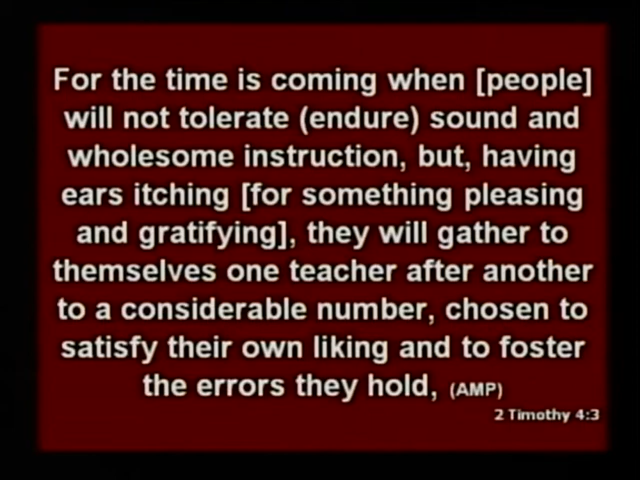 For the time is coming when [people]
will not tolerate (endure) sound and
wholesome instruction, but, having
ears itching [for something pleasing
and gratifying], they will gather to
themselves one teacher after another
to a considerable number, chosen to
satisfy their own liking and to foster
the errors they hold, (AMP)
2 Timothy 4:3